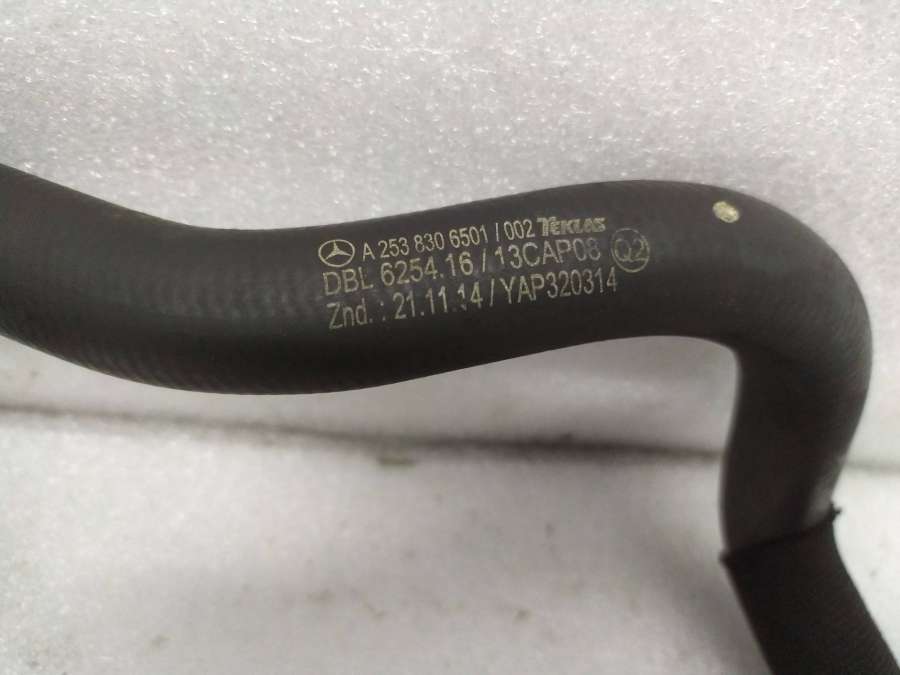 A 253 830 6501 / 002 TEKLAS
DBL 6254.16 / 13CAP08 Q2
Znd. : 21.11.14 / YAP320314